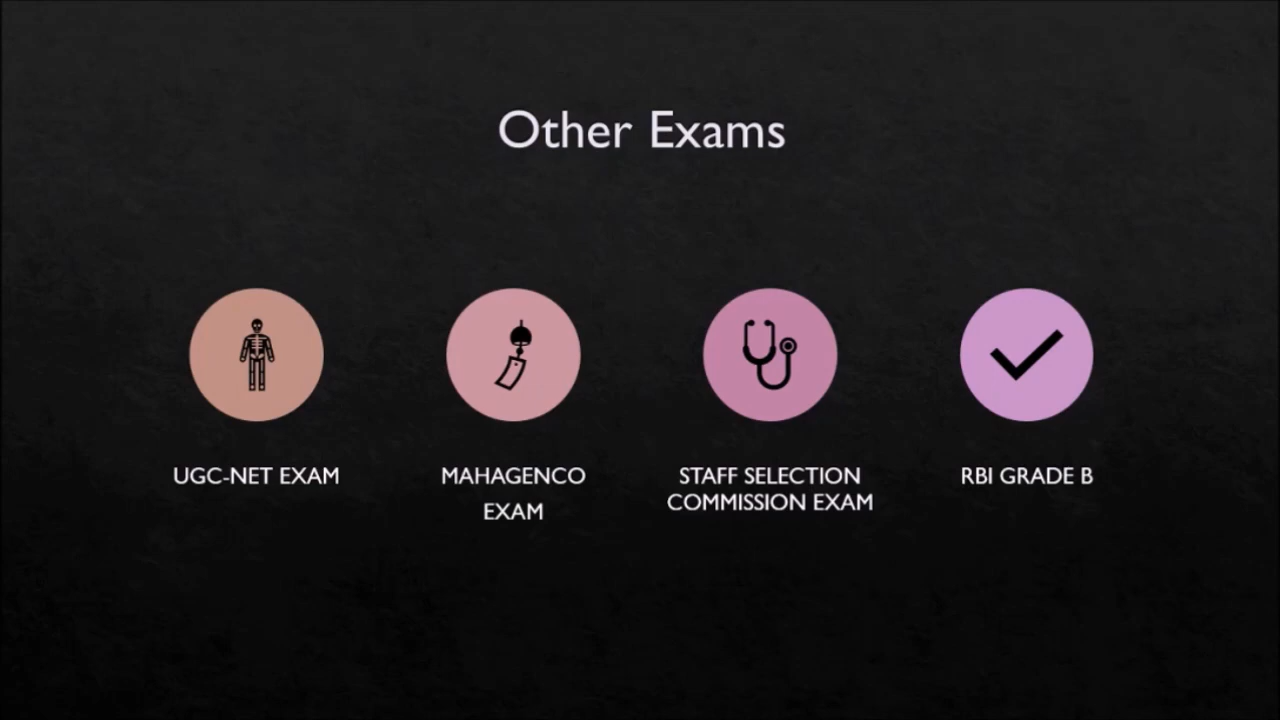 Other Exams
UGC-NET EXAM
MAHAGENCO
EXAM
STAFF SELECTION
COMMISSION EXAM
RBI GRADE B